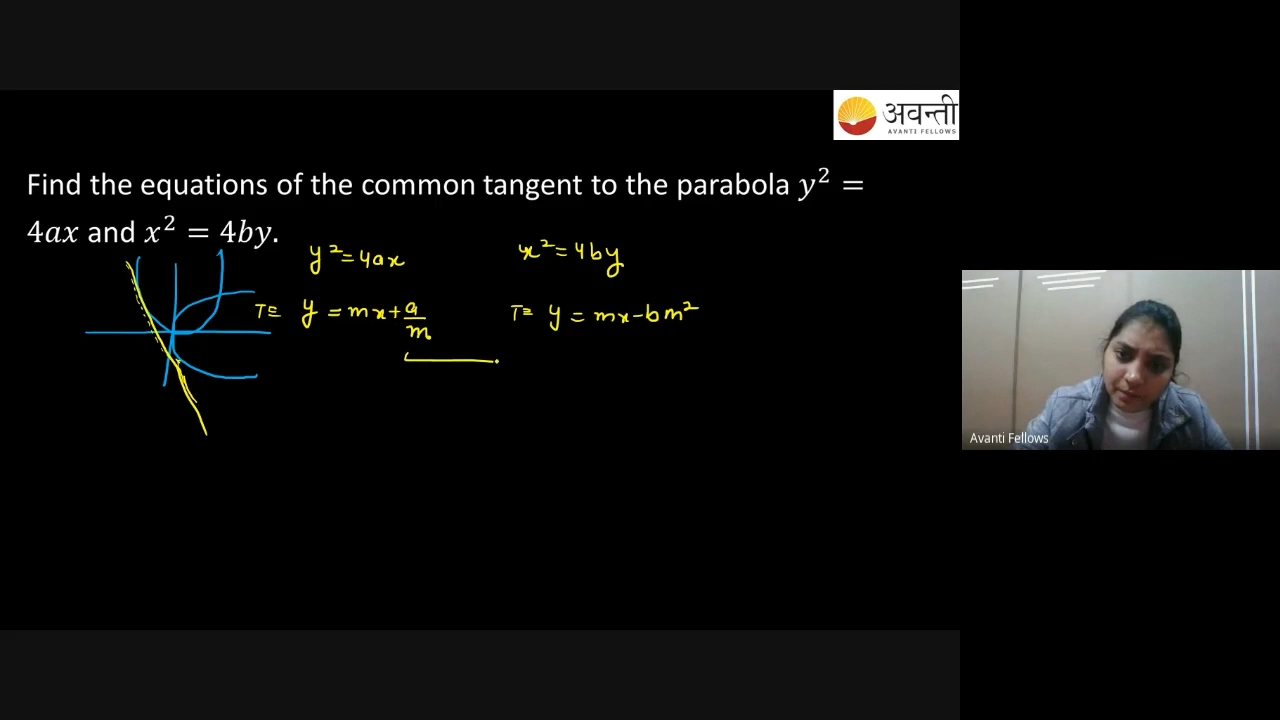 अवन्ती
AVANTI FELLOWS
Find the equations of the common tangent to the parabola 𝑦² =
4𝑎𝑥 and 𝑥² = 4𝑏𝑦.
y² = 4ax
x² = 4by
T ≡ y = mx + a/m
T ≡ y = mx - bm²
Avanti Fellows